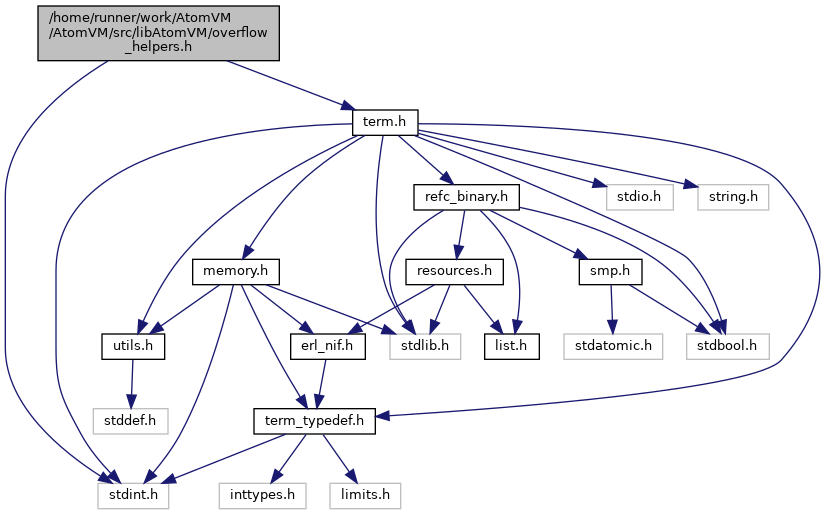 /home/runner/work/AtomVM
/AtomVM/src/libAtomVM/overflow
_helpers.h
term.h
refc_binary.h
stdio.h
string.h
memory.h
resources.h
smp.h
utils.h
erl_nif.h
stdlib.h
list.h
stdatomic.h
stdbool.h
stddef.h
term_typedef.h
stdint.h
inttypes.h
limits.h